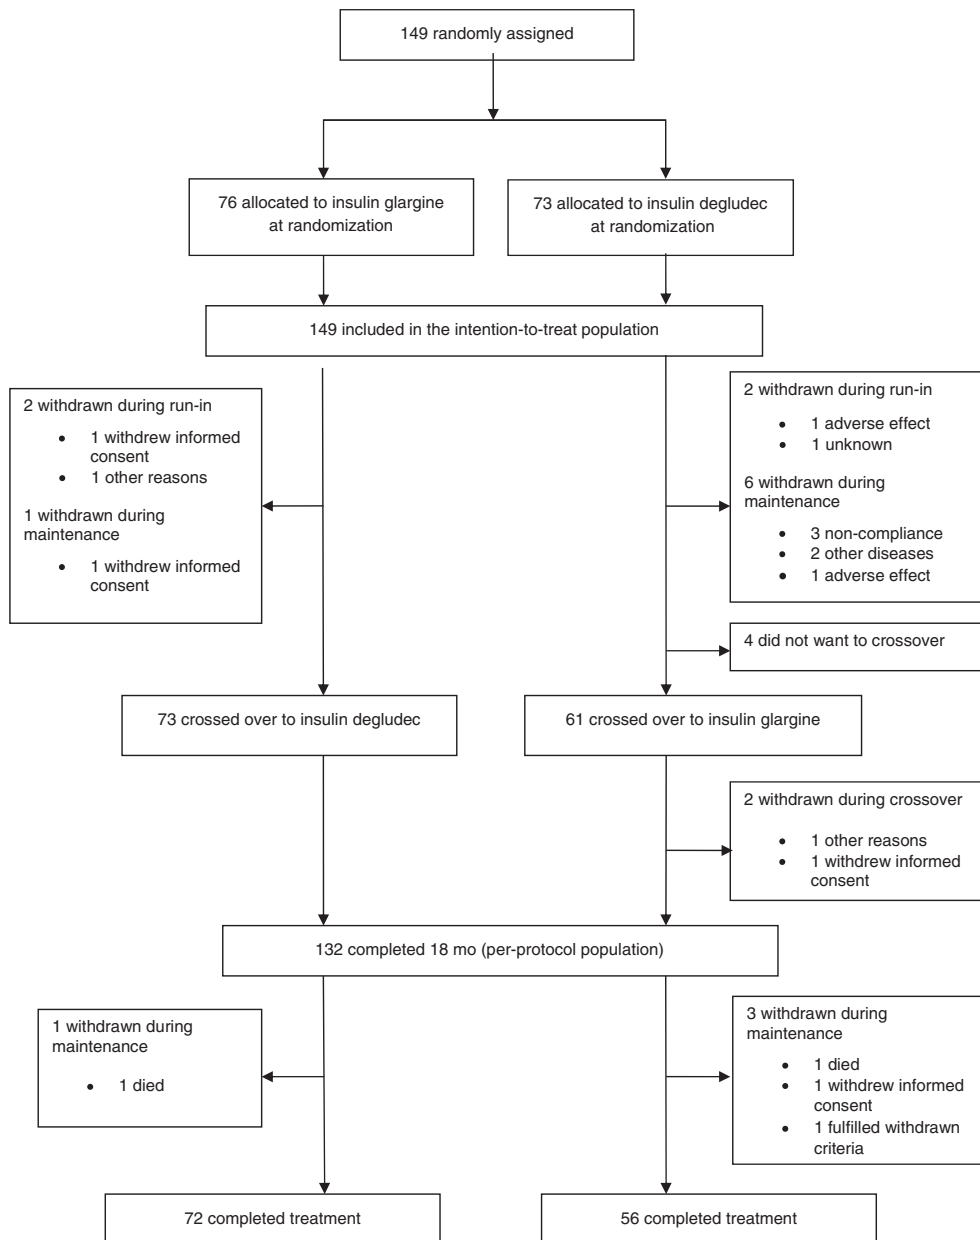 149 randomly assigned
76 allocated to insulin glargine
at randomization
73 allocated to insulin degludec
at randomization
149 included in the intention-to-treat population
2 withdrawn during run-in
• 1 withdrew informed
consent
• 1 other reasons
1 withdrawn during
maintenance
• 1 withdrew informed
consent
2 withdrawn during run-in
• 1 adverse effect
• 1 unknown
6 withdrawn during
maintenance
• 3 non-compliance
• 2 other diseases
• 1 adverse effect
4 did not want to crossover
73 crossed over to insulin degludec
61 crossed over to insulin glargine
2 withdrawn during crossover
• 1 other reasons
• 1 withdrew informed
consent
132 completed 18 mo (per-protocol population)
1 withdrawn during
maintenance
• 1 died
3 withdrawn during
maintenance
• 1 died
• 1 withdrew informed
consent
• 1 fulfilled withdrawn
criteria
72 completed treatment
56 completed treatment